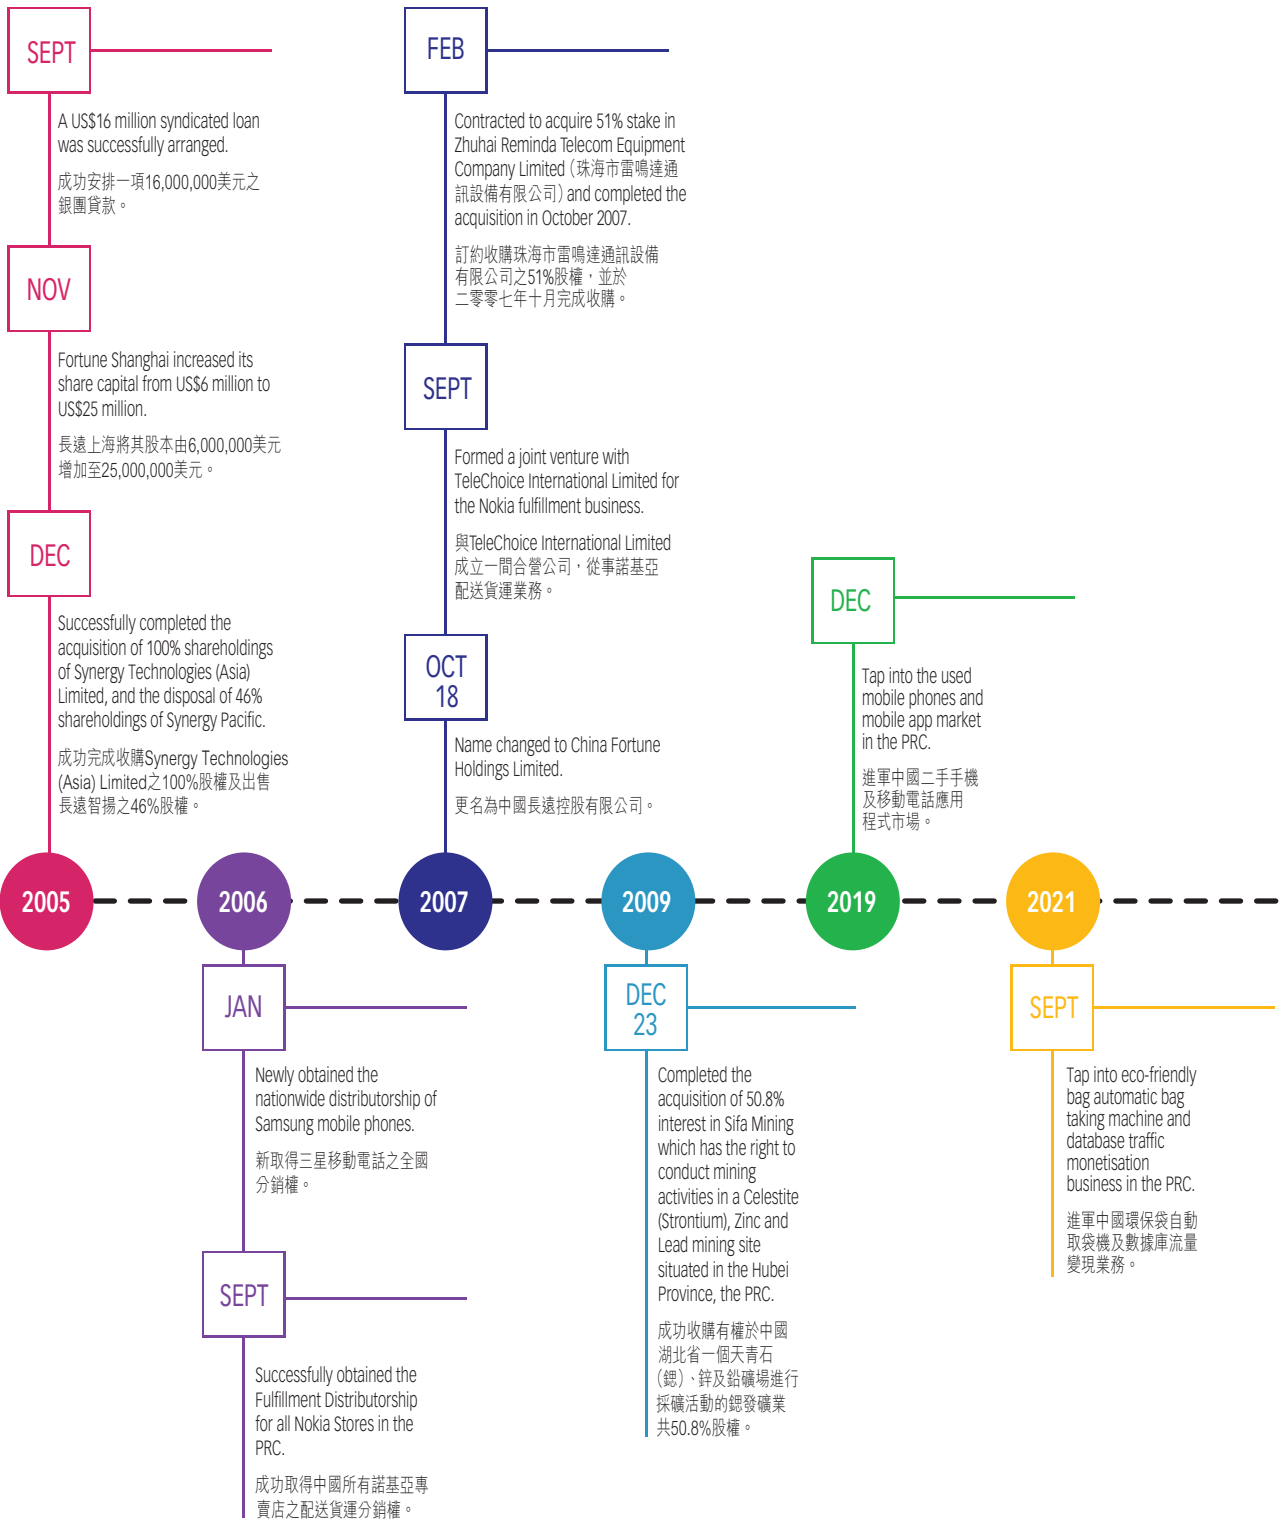 SEPT
A US$16 million syndicated loan
was successfully arranged.
成功安排一項16,000,000美元之
銀團貸款。
NOV
Fortune Shanghai increased its
share capital from US$6 million to
US$25 million.
長遠上海將其股本由6,000,000美元
增加至25,000,000美元。
DEC
Successfully completed the
acquisition of 100% shareholdings
of Synergy Technologies (Asia)
Limited, and the disposal of 46%
shareholdings of Synergy Pacific.
成功完成收購Synergy Technologies
(Asia) Limited之100%股權及出售
長遠智揚之46%股權。
2005
2006
JAN
Newly obtained the
nationwide distributorship of
Samsung mobile phones.
新取得三星移動電話之全國
分銷權。
SEPT
Successfully obtained the
Fulfillment Distributorship
for all Nokia Stores in the
PRC.
成功取得中國所有諾基亞專
賣店之配送貨運分銷權。
FEB
Contracted to acquire 51% stake in
Zhuhai Reminda Telecom Equipment
Company Limited（珠海市雷鳴達通
訊設備有限公司）and completed the
acquisition in October 2007.
訂約收購珠海市雷鳴達通訊設備
有限公司之51%股權，並於
二零零七年十月完成收購。
SEPT
Formed a joint venture with
TeleChoice International Limited for
the Nokia fulfillment business.
與TeleChoice International Limited
成立一間合營公司，從事諾基亞
配送貨運業務。
OCT
18
Name changed to China Fortune
Holdings Limited.
更名為中國長遠控股有限公司。
2007
2009
DEC
23
Completed the
acquisition of 50.8%
interest in Sifa Mining
which has the right to
conduct mining
activities in a Celestite
(Strontium), Zinc and
Lead mining site
situated in the Hubei
Province, the PRC.
成功收購有權於中國
湖北省一個天青石
（鍶）、鋅及鉛礦場進行
採礦活動的鍶發礦業
共50.8%股權。
DEC
Tap into the used
mobile phones and
mobile app market
in the PRC.
進軍中國二手手機
及移動電話應用
程式市場。
2019
2021
SEPT
Tap into eco-friendly
bag automatic bag
taking machine and
database traffic
monetisation
business in the PRC.
進軍中國環保袋自動
取袋機及數據庫流量
變現業務。